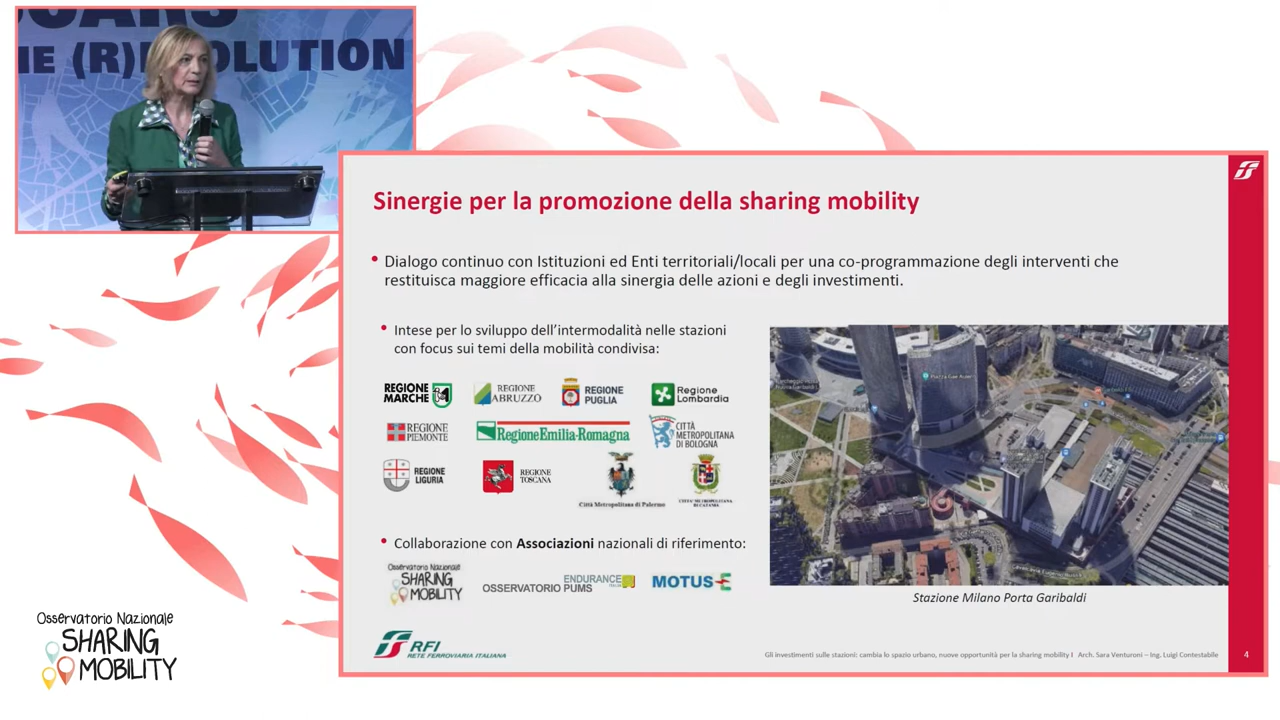 IE (R)EVOLUTION
Sinergie per la promozione della sharing mobility
Dialogo continuo con Istituzioni ed Enti territoriali/locali per una co-programmazione degli interventi che
restituisca maggiore efficacia alla sinergia delle azioni e degli investimenti.
Intese per lo sviluppo dell’intermodalità nelle stazioni
con focus sui temi della mobilità condivisa:
REGIONE
MARCHE
REGIONE
ABRUZZO
REGIONE
PUGLIA
Regione
Lombardia
REGIONE
PIEMONTE
RegioneEmilia-Romagna
CITTÀ
METROPOLITANA
DI BOLOGNA
REGIONE
LIGURIA
REGIONE
TOSCANA
Città Metropolitana di Palermo
CITTA' METROPOLITANA
DI CATANIA
Collaborazione con Associazioni nazionali di riferimento:
Osservatorio Nazionale
SHARING
MOBILITY
OSSERVATORIO PUMS
ENDURANCE
MOTUS E
Stazione Milano Porta Garibaldi
RFI
RETE FERROVIARIA ITALIANA
Gli investimenti sulle stazioni: cambia lo spazio urbano, nuove opportunità per la sharing mobility I Arch. Sara Venturoni – Ing. Luigi Contestabile
4
Osservatorio Nazionale
SHARING
MOBILITY